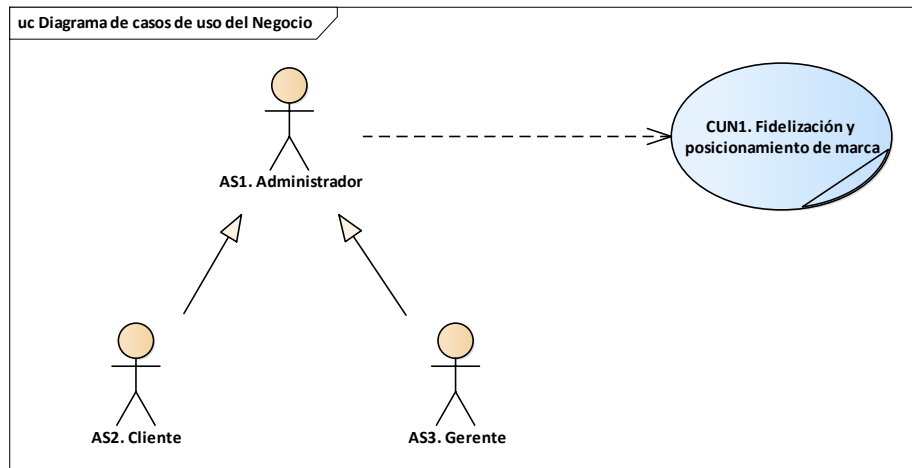 uc Diagrama de casos de uso del Negocio
AS1. Administrador
CUN1. Fidelización y
posicionamiento de marca
AS2. Cliente
AS3. Gerente